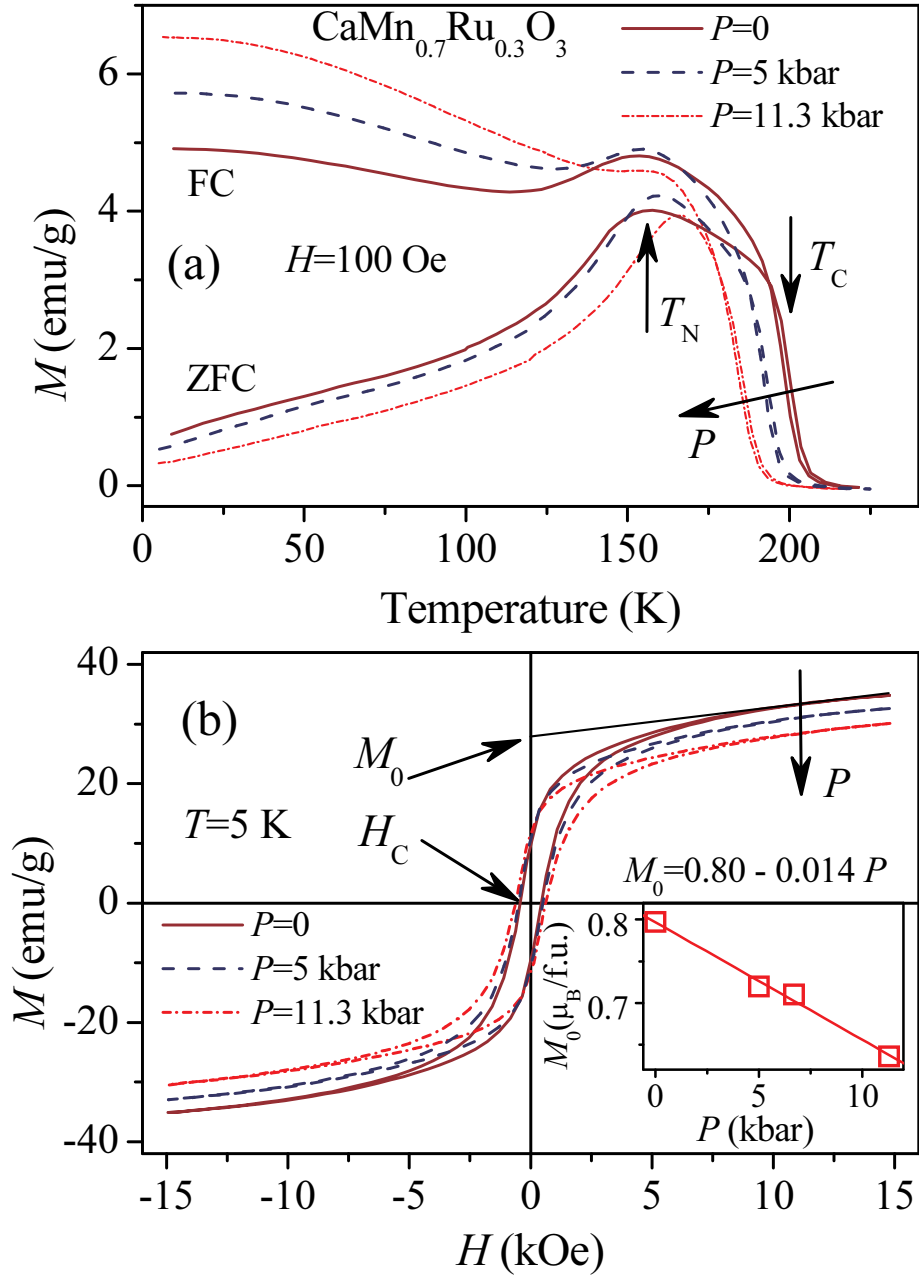 CaMn0.7Ru0.3O3
P=0
P=5 kbar
P=11.3 kbar
FC
(a)
H=100 Oe
TC
TN
ZFC
P
M (emu/g)
6
4
2
0
0 50 100 150 200
Temperature (K)
(b)
M0
P
T=5 K
HC
M0=0.80 - 0.014 P
P=0
P=5 kbar
P=11.3 kbar
M0 (μB/f.u.)
0.8
0.7
0 5 10
P (kbar)
M (emu/g)
40
20
0
-20
-40
-15 -10 -5 0 5 10 15
H (kOe)